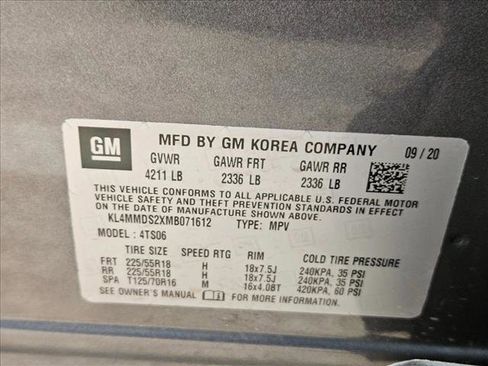 GM
MFD BY GM KOREA COMPANY 09/20
GVWR GAWR FRT GAWR RR
4211 LB 2336 LB 2336 LB
THIS VEHICLE CONFORMS TO ALL APPLICABLE U.S. FEDERAL MOTOR
VEHICLE SAFETY AND THEFT PREVENTION STANDARDS IN EFFECT ON
THE DATE OF MANUFACTURE SHOWN ABOVE.
KL4MMDS2XMB071612 TYPE: MPV
MODEL: 4TS06
TIRE SIZE SPEED RTG RIM COLD TIRE PRESSURE
FRT 225/55R18 H 18x7.5J 240KPA, 35 PSI
RR 225/55R18 H 18x7.5J 240KPA, 35 PSI
SPA T125/70R16 M 16x4.0BT 420KPA, 60 PSI
SEE OWNER'S MANUAL FOR MORE INFORMATION